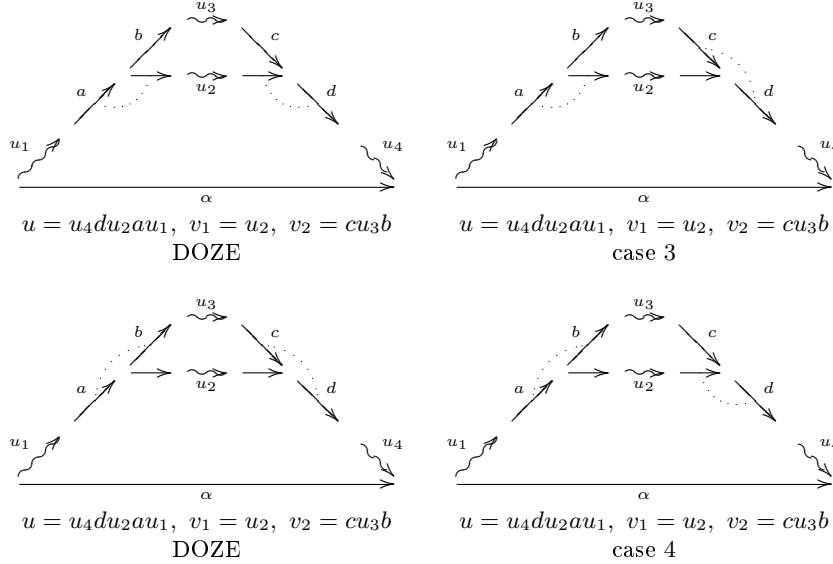 u₃ u₃
b c b c
a u₂ d a u₂ d
u₁ u₄ u₁
α α
u = u₄du₂au₁, v₁ = u₂, v₂ = cu₃b u = u₄du₂au₁, v₁ = u₂, v₂ = cu₃b
DOZE case 3
u₃ u₃
b c b c
a u₂ d a u₂ d
u₁ u₄ u₁
α α
u = u₄du₂au₁, v₁ = u₂, v₂ = cu₃b u = u₄du₂au₁, v₁ = u₂, v₂ = cu₃b
DOZE case 4